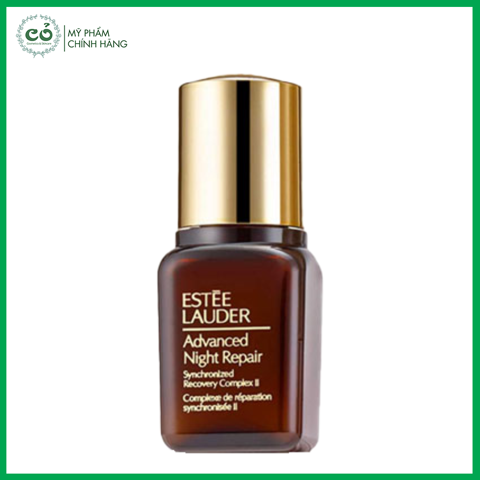 CỎ
MỸ PHẨM
CHÍNH HÃNG
ESTĒE
LAUDER
Advanced
Night Repair
Synchronized
Recovery Complex II
Complexe de réparation
synchronisée II